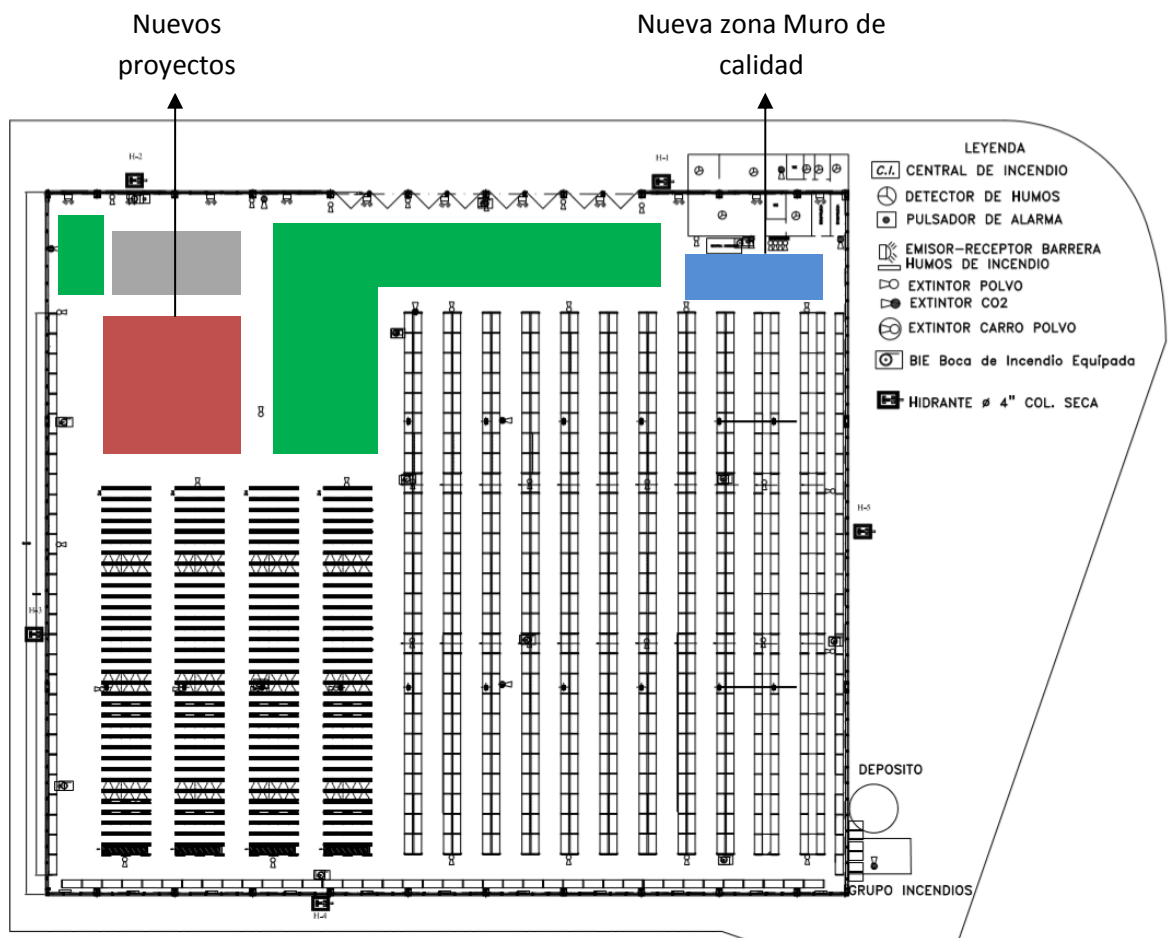 Nuevos
proyectos
Nueva zona Muro de
calidad
H-2
H-1
LEYENDA
C.I. CENTRAL DE INCENDIO
DETECTOR DE HUMOS
PULSADOR DE ALARMA
EMISOR-RECEPTOR BARRERA
HUMOS DE INCENDIO
EXTINTOR POLVO
EXTINTOR CO2
EXTINTOR CARRO POLVO
BIE Boca de Incendio Equipada
HIDRANTE ø 4" COL. SECA
H-5
H-3
DEPOSITO
GRUPO INCENDIOS
H-4